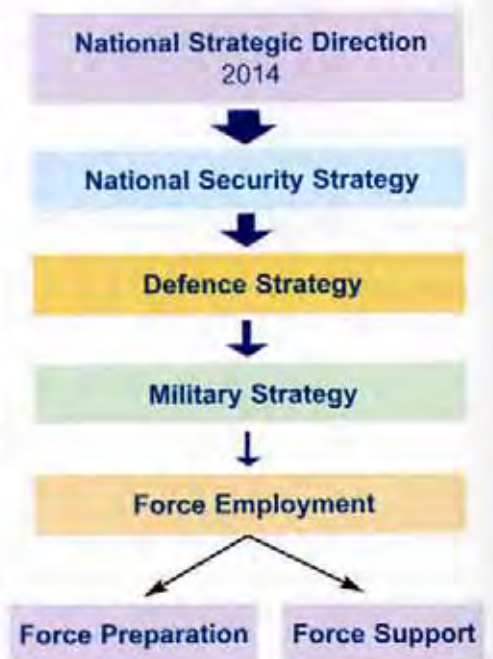 National Strategic Direction
2014
National Security Strategy
Defence Strategy
Military Strategy
Force Employment
Force Preparation
Force Support